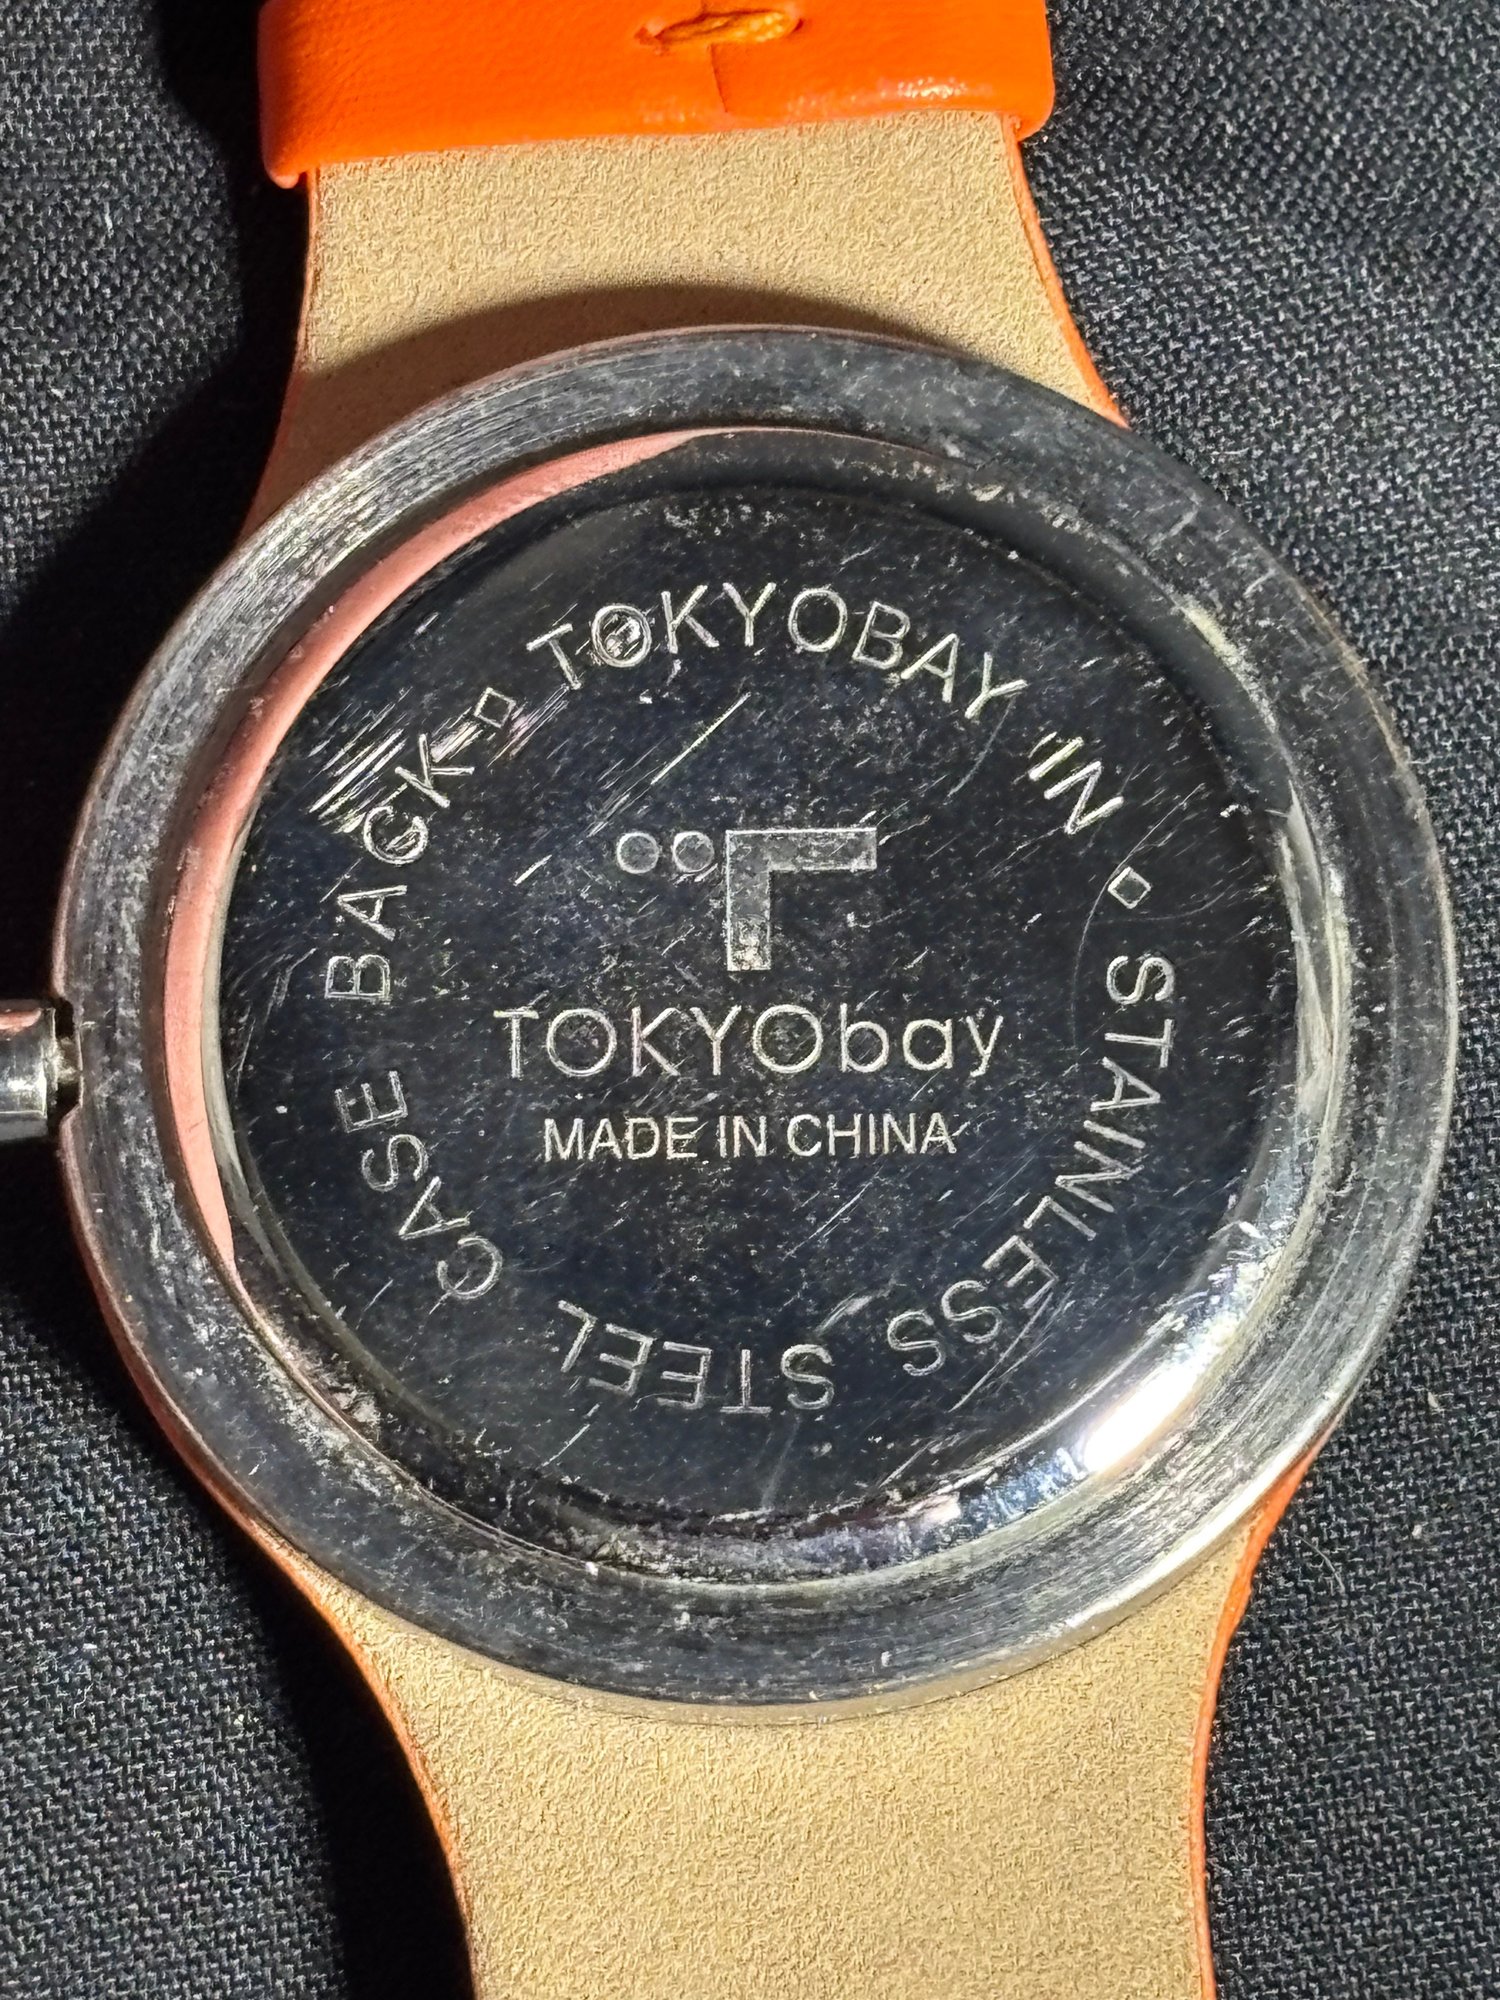 TOKYOBAY IN ▫ STAINLESS STEEL CASE BACK ▫
TOKYObay
MADE IN CHINA